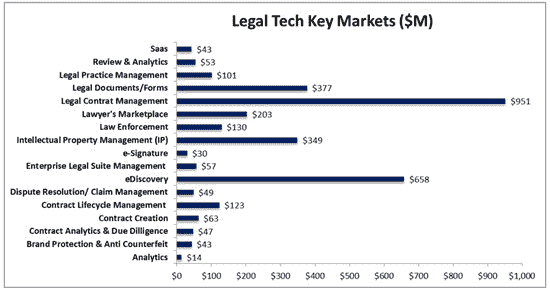 Legal Tech Key Markets ($M)
Saas $43
Review & Analytics $53
Legal Practice Management $101
Legal Documents/Forms $377
Legal Contrat Management $951
Lawyer's Marketplace $203
Law Enforcement $130
Intellectual Property Management (IP) $349
e-Signature $30
Enterprise Legal Suite Management $57
eDiscovery $658
Dispute Resolution/ Claim Management $49
Contract Lifecycle Management $123
Contract Creation $63
Contract Analytics & Due Dilligence $47
Brand Protection & Anti Counterfeit $43
Analytics $14
$0 $100 $200 $300 $400 $500 $600 $700 $800 $900 $1,000